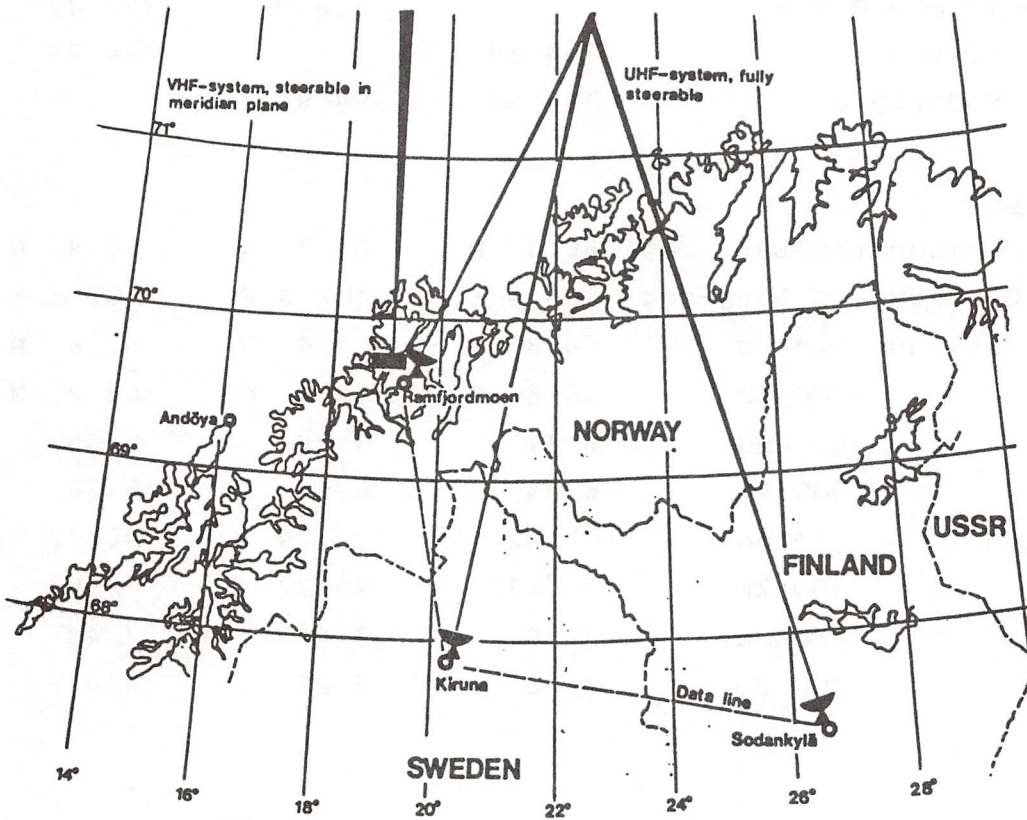 VHF-system, steerable in
meridian plane
UHF-system, fully
steerable
71°
70°
Ramfjordmoen
Andöya
NORWAY
69°
USSR
FINLAND
68°
Kiruna
Data line
Sodankylä
SWEDEN
14°
16°
18°
20°
22°
24°
26°
28°